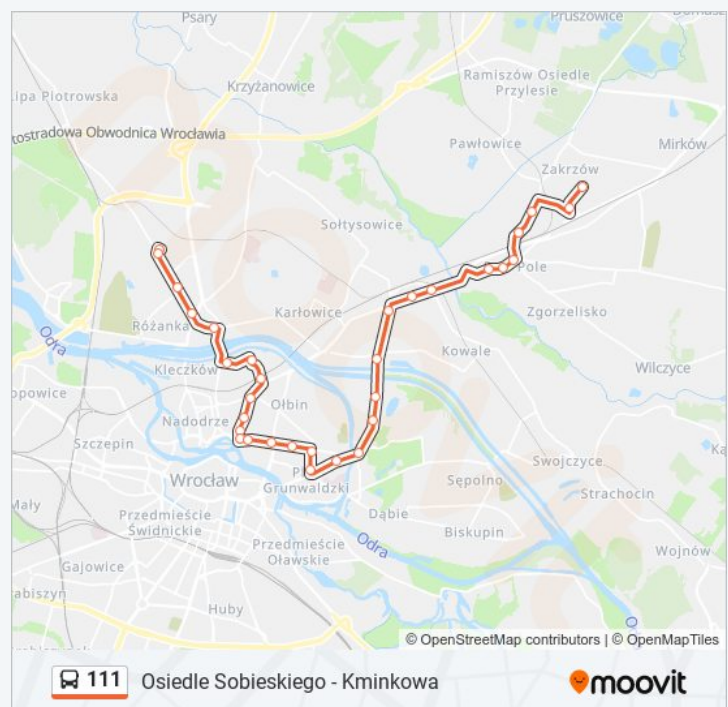 Psary
Pruszowice
Krzyżanowice
Ramiszów Osiedle
Przylesie
Lipa Piotrowska
tostradowa Obwodnica Wrocławia
Pawłowice
Mirków
Zakrzów
Sołtysowice
Pole
Karłowice
Zgorzelisko
Różanka
Odra
Kowale
Kleczków
Wilczyce
opowice
Ołbin
Nadodrze
Szczepin
Swojczyce
Wrocław
Pl
Grunwaldzki
Sępolno
Strachocin
Mały
Przedmieście
Świdnickie
Dąbie
Biskupin
Odra
Przedmieście
Oławskie
Wojnów
Gajowice
abiszyn
Huby
© OpenStreetMap contributors | © OpenMapTiles
111 Osiedle Sobieskiego - Kminkowa
moovit